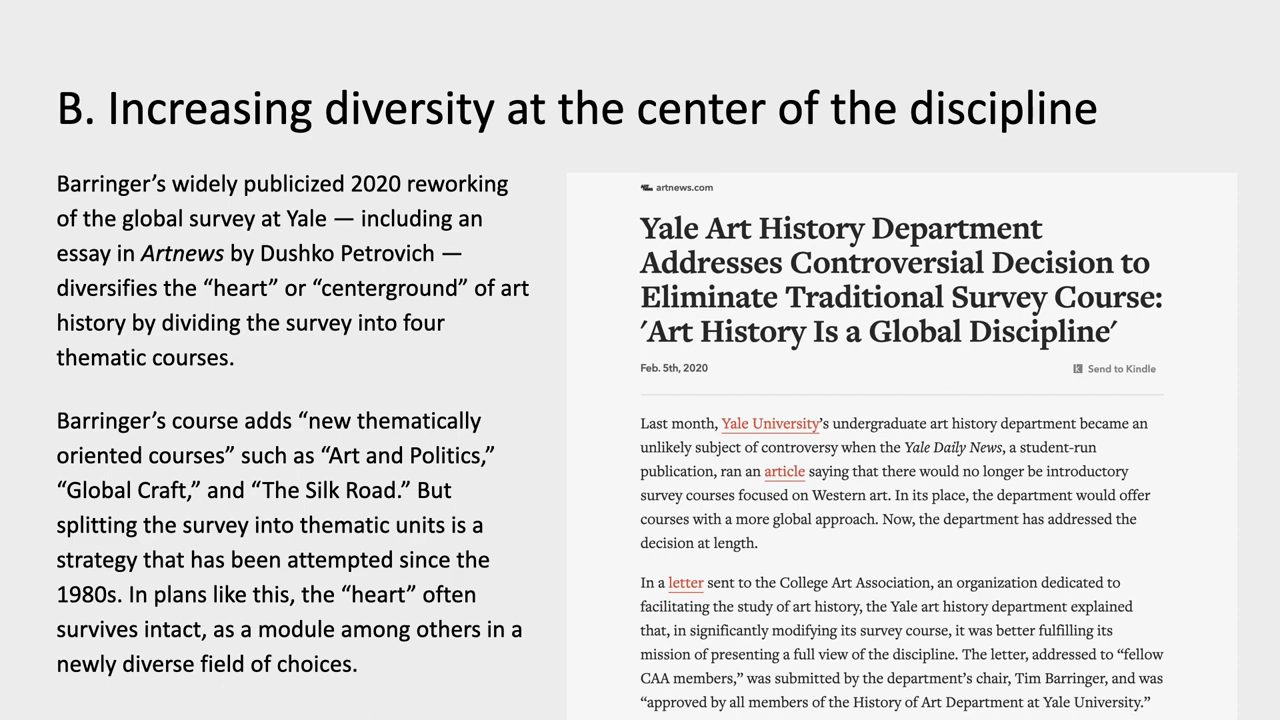 B. Increasing diversity at the center of the discipline
Barringer’s widely publicized 2020 reworking
of the global survey at Yale — including an
essay in Artnews by Dushko Petrovich —
diversifies the “heart” or “centerground” of art
history by dividing the survey into four
thematic courses.
Barringer’s course adds “new thematically
oriented courses” such as “Art and Politics,”
“Global Craft,” and “The Silk Road.” But
splitting the survey into thematic units is a
strategy that has been attempted since the
1980s. In plans like this, the “heart” often
survives intact, as a module among others in a
newly diverse field of choices.
artnews.com
Yale Art History Department
Addresses Controversial Decision to
Eliminate Traditional Survey Course:
'Art History Is a Global Discipline'
Feb. 5th, 2020
Send to Kindle
Last month, Yale University’s undergraduate art history department became an
unlikely subject of controversy when the Yale Daily News, a student-run
publication, ran an article saying that there would no longer be introductory
survey courses focused on Western art. In its place, the department would offer
courses with a more global approach. Now, the department has addressed the
decision at length.
In a letter sent to the College Art Association, an organization dedicated to
facilitating the study of art history, the Yale art history department explained
that, in significantly modifying its survey course, it was better fulfilling its
mission of presenting a full view of the discipline. The letter, addressed to “fellow
CAA members,” was submitted by the department’s chair, Tim Barringer, and was
“approved by all members of the History of Art Department at Yale University.”